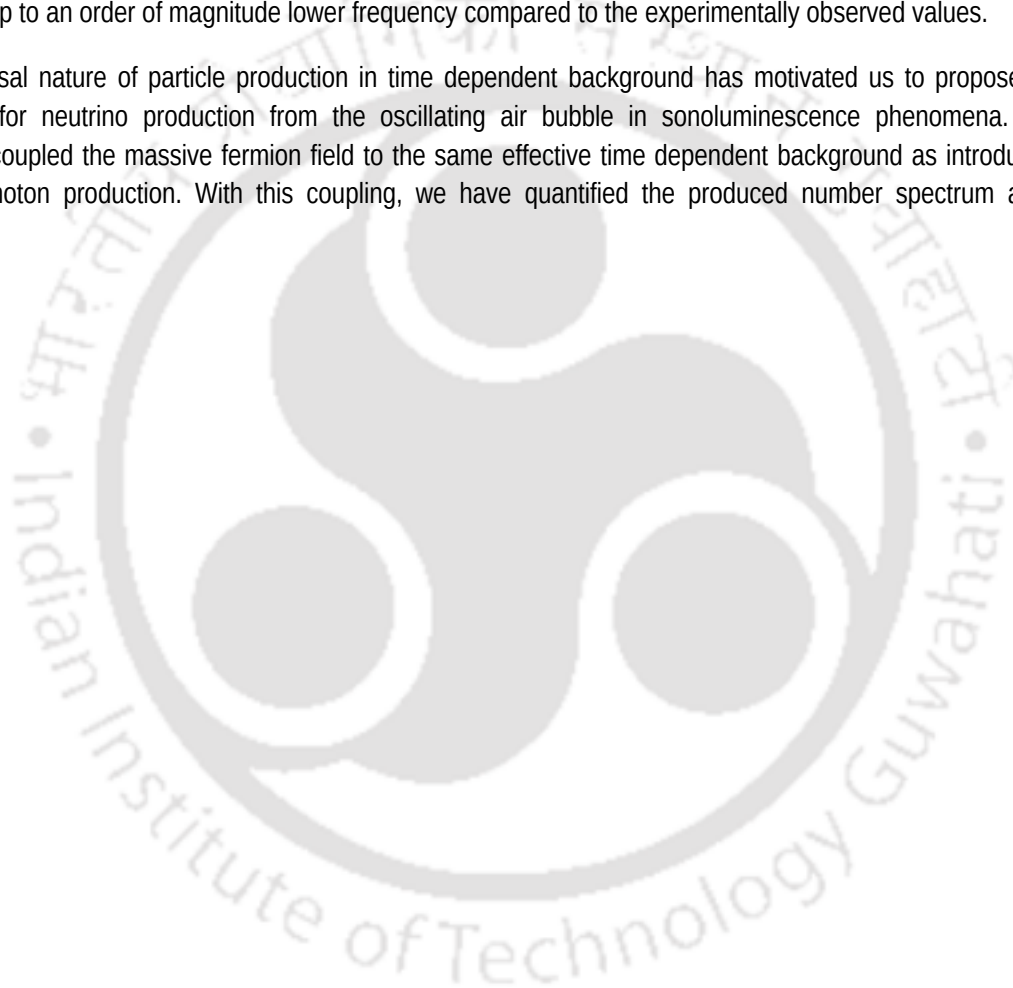 p to an order of magnitude lower frequency compared to the experimentally observed values.
sal nature of particle production in time dependent background has motivated us to propose
for neutrino production from the oscillating air bubble in sonoluminescence phenomena.
coupled the massive fermion field to the same effective time dependent background as introdu
hoton production. With this coupling, we have quantified the produced number spectrum a
Indian Institute of Technology Guwahati